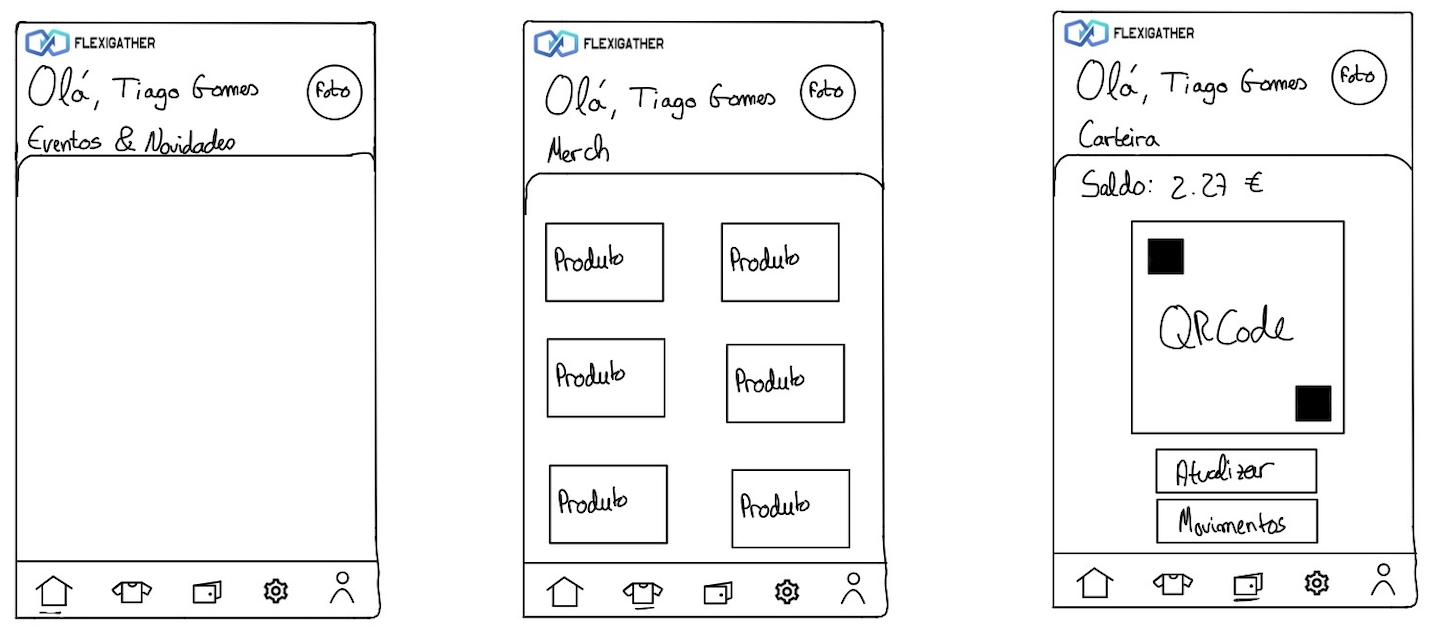 FLEXIGATHER
Olá, Tiago Gomes
Foto
Eventos & Novidades
FLEXIGATHER
Olá, Tiago Gomes
Foto
Merch
Produto
Produto
Produto
Produto
Produto
Produto
FLEXIGATHER
Olá, Tiago Gomes
Foto
Carteira
Saldo: 2.27 €
QRCode
Atualizar
Movimentos